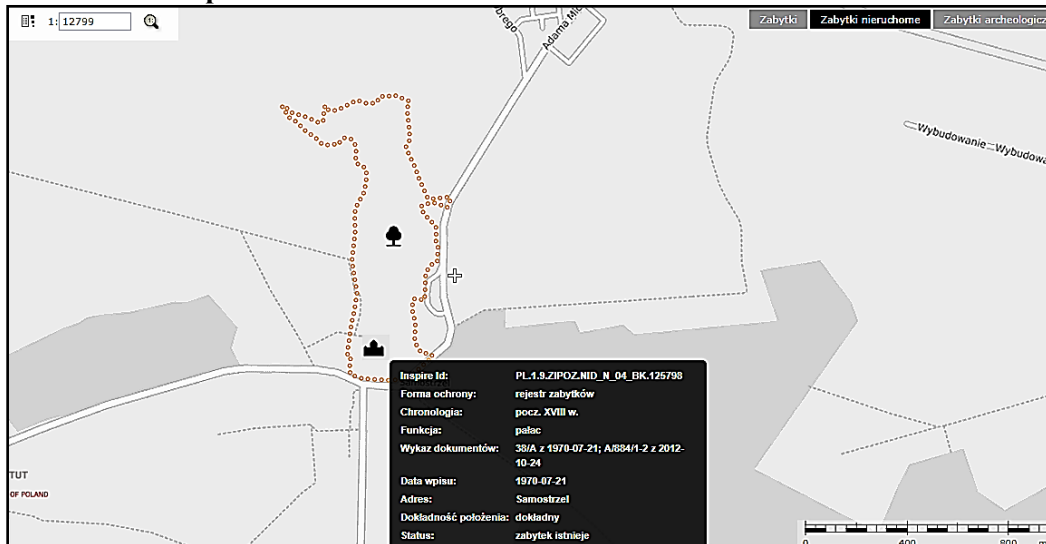 1: 12799
Zabytki
Zabytki nieruchome
Zabytki archeologicz
brego
Adama Mic
Wybudowanie
Wybudowa
Inspire Id: PL.1.9.ZIPOZ.NID_N_04_BK.125798
Forma ochrony: rejestr zabytków
Chronologia: pocz. XVIII w.
Funkcja: pałac
Wykaz dokumentów: 38/A z 1970-07-21; A/884/1-2 z 2012-
10-24
Data wpisu: 1970-07-21
Adres: Samostrzel
Dokładność położenia: dokładny
Status: zabytek istnieje
TUT
OF POLAND
0 400 800 m